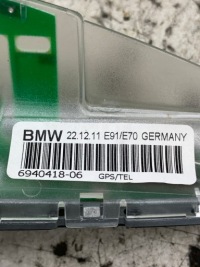 BMW 22.12.11 E91/E70 GERMANY
6940418-06 GPS/TEL